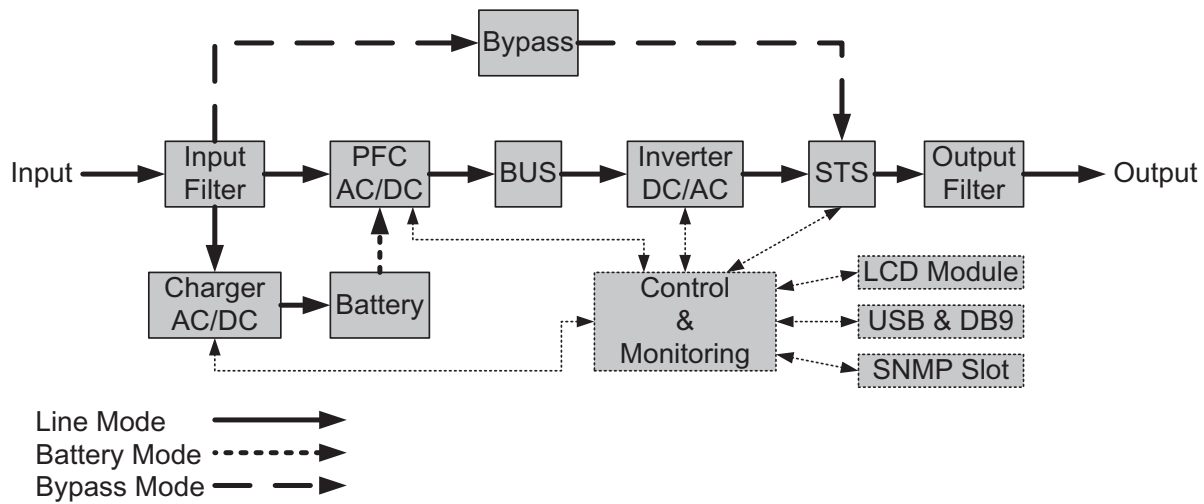 Bypass
Input
Input
Filter
PFC
AC/DC
BUS
Inverter
DC/AC
STS
Output
Filter
Output
Charger
AC/DC
Battery
Control
&
Monitoring
LCD Module
USB & DB9
SNMP Slot
Line Mode
Battery Mode
Bypass Mode